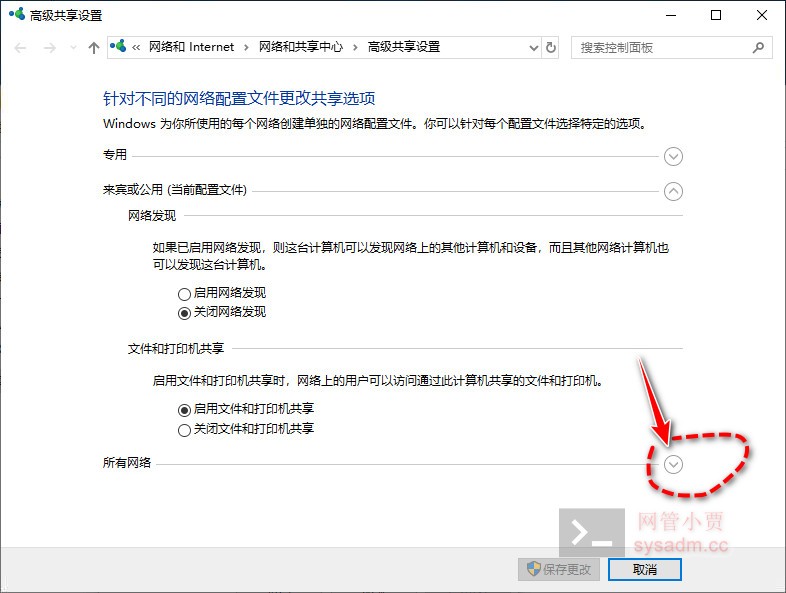 高级共享设置
« 网络和 Internet › 网络和共享中心 › 高级共享设置
搜索控制面板
针对不同的网络配置文件更改共享选项
Windows 为你所使用的每个网络创建单独的网络配置文件。你可以针对每个配置文件选择特定的选项。
专用
来宾或公用 (当前配置文件)
网络发现
如果已启用网络发现，则这台计算机可以发现网络上的其他计算机和设备，而且其他网络计算机也
可以发现这台计算机。
启用网络发现
关闭网络发现
文件和打印机共享
启用文件和打印机共享时，网络上的用户可以访问通过此计算机共享的文件和打印机。
启用文件和打印机共享
关闭文件和打印机共享
所有网络
网管小贾
sysadm.cc
保存更改
取消